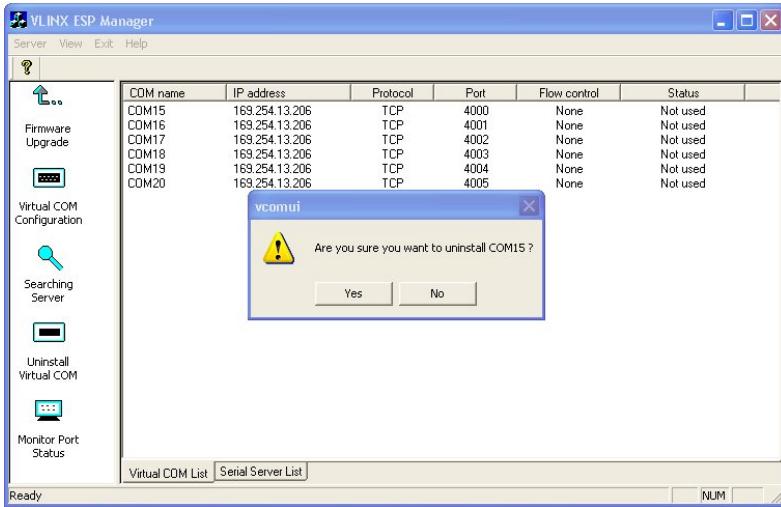 VLINX ESP Manager
Server View Exit Help
Firmware
Upgrade
Virtual COM
Configuration
Searching
Server
Uninstall
Virtual COM
Monitor Port
Status
COM name IP address Protocol Port Flow control Status
COM15 169.254.13.206 TCP 4000 None Not used
COM16 169.254.13.206 TCP 4001 None Not used
COM17 169.254.13.206 TCP 4002 None Not used
COM18 169.254.13.206 TCP 4003 None Not used
COM19 169.254.13.206 TCP 4004 None Not used
COM20 169.254.13.206 TCP 4005 None Not used
vcomui
Are you sure you want to uninstall COM15 ?
Yes No
Virtual COM List Serial Server List
Ready NUM